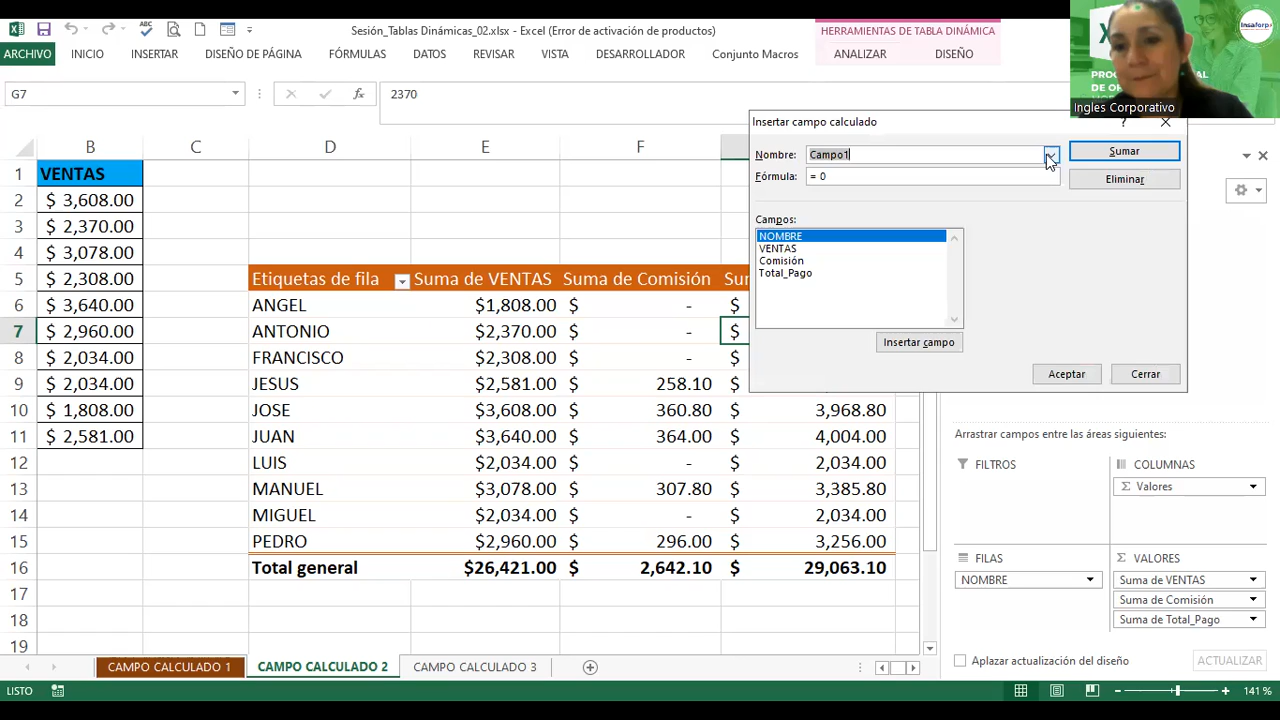 Sesión_Tablas Dinámicas_02.xlsx - Excel (Error de activación de productos)
HERRAMIENTAS DE TABLA DINÁMICA
ARCHIVO INICIO INSERTAR DISEÑO DE PÁGINA FÓRMULAS DATOS REVISAR VISTA DESARROLLADOR Conjunto Macros ANALIZAR DISEÑO
Insaforp
Ingles Corporativo
G7 fx 2370
Insertar campo calculado ?
Nombre: Campo1 Sumar
Fórmula: = 0 Eliminar
Campos:
NOMBRE
VENTAS
Comisión
Total_Pago
Insertar campo
Aceptar Cerrar
B C D E F
1 VENTAS
2 $ 3,608.00
3 $ 2,370.00
4 $ 3,078.00
5 $ 2,308.00 Etiquetas de fila Suma de VENTAS Suma de Comisión
6 $ 3,640.00 ANGEL $1,808.00 $ - $
7 $ 2,960.00 ANTONIO $2,370.00 $ - $
8 $ 2,034.00 FRANCISCO $2,308.00 $ - $
9 $ 2,034.00 JESUS $2,581.00 $ 258.10 $
10 $ 1,808.00 JOSE $3,608.00 $ 360.80 $ 3,968.80
11 $ 2,581.00 JUAN $3,640.00 $ 364.00 $ 4,004.00
12 LUIS $2,034.00 $ - $ 2,034.00
13 MANUEL $3,078.00 $ 307.80 $ 3,385.80
14 MIGUEL $2,034.00 $ - $ 2,034.00
15 PEDRO $2,960.00 $ 296.00 $ 3,256.00
16 Total general $26,421.00 $ 2,642.10 $ 29,063.10
17
18
19
Arrastrar campos entre las áreas siguientes:
FILTROS COLUMNAS
Σ Valores
FILAS Σ VALORES
NOMBRE Suma de VENTAS
Suma de Comisión
Suma de Total_Pago
Aplazar actualización del diseño ACTUALIZAR
CAMPO CALCULADO 1 CAMPO CALCULADO 2 CAMPO CALCULADO 3
LISTO 141 %